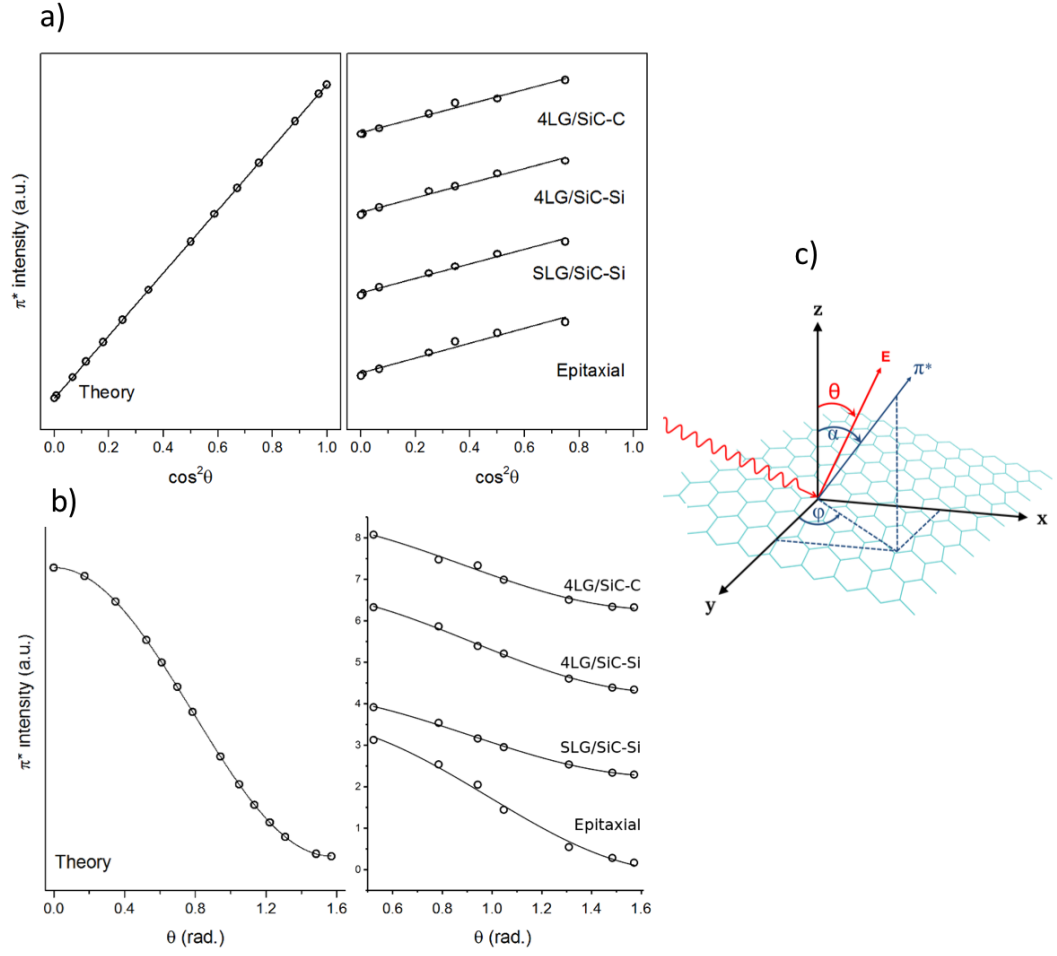 a)
π* intensity (a.u.)
Theory
0.0 0.2 0.4 0.6 0.8 1.0
cos²θ
4LG/SiC-C
4LG/SiC-Si
SLG/SiC-Si
Epitaxial
0.0 0.2 0.4 0.6 0.8 1.0
cos²θ
b)
π* intensity (a.u.)
Theory
0.0 0.4 0.8 1.2 1.6
θ (rad.)
8
7
6
5
4
3
2
1
0
4LG/SiC-C
4LG/SiC-Si
SLG/SiC-Si
Epitaxial
0.6 0.8 1.0 1.2 1.4 1.6
θ (rad.)
c)
z
E
π*
θ
α
φ
x
y